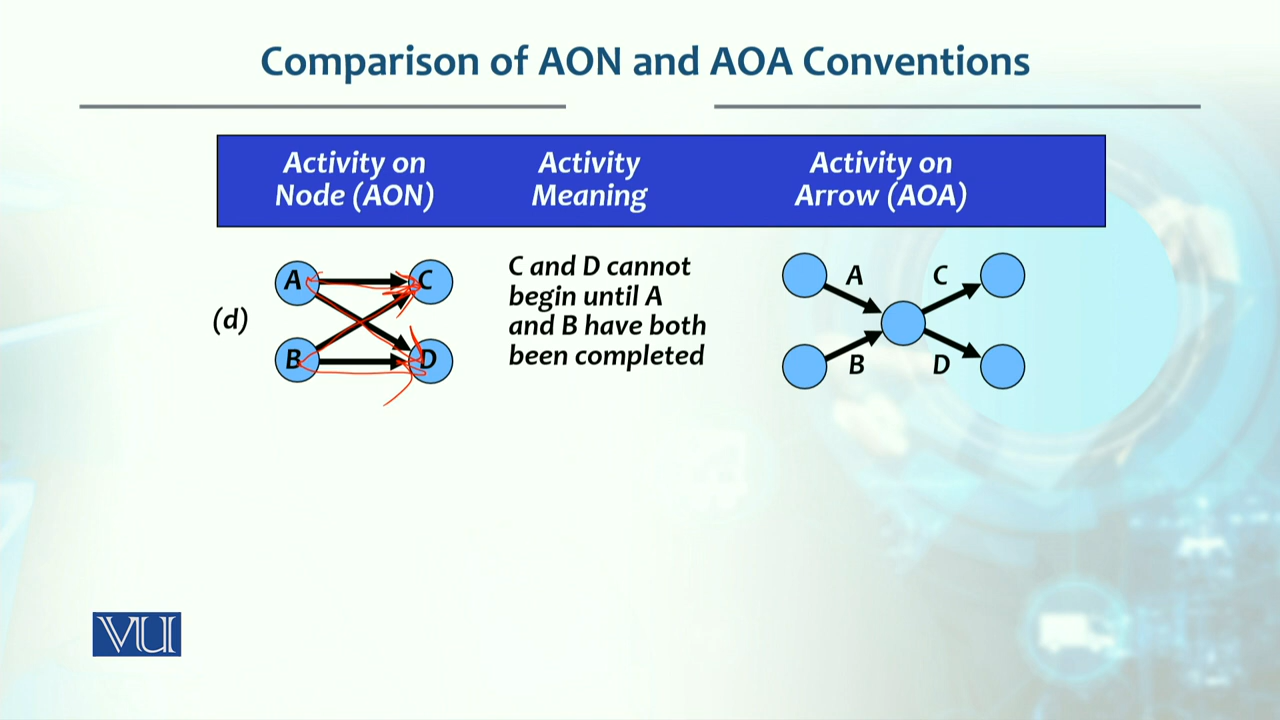 Comparison of AON and AOA Conventions
Activity on
Node (AON)
Activity
Meaning
Activity on
Arrow (AOA)
(d)
A
C
B
D
C and D cannot
begin until A
and B have both
been completed
A
C
B
D
VU